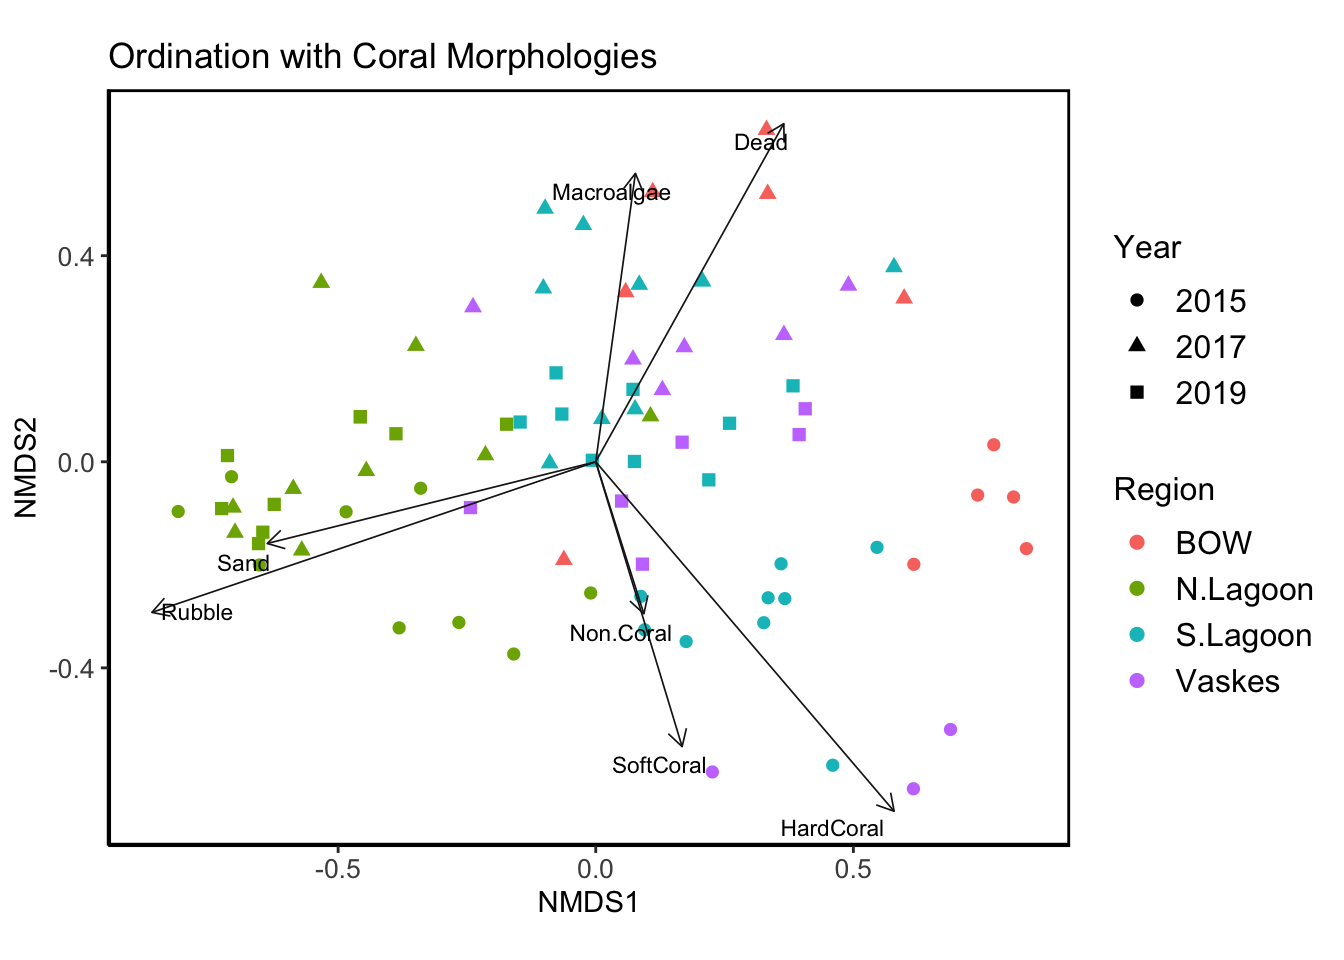 Ordination with Coral Morphologies
Dead
Macroalgae
Sand
Rubble
Non.Coral
SoftCoral
HardCoral
0.4
0.0
-0.4
NMDS2
-0.5
0.0
0.5
NMDS1
Year
2015
2017
2019
Region
BOW
N.Lagoon
S.Lagoon
Vaskes